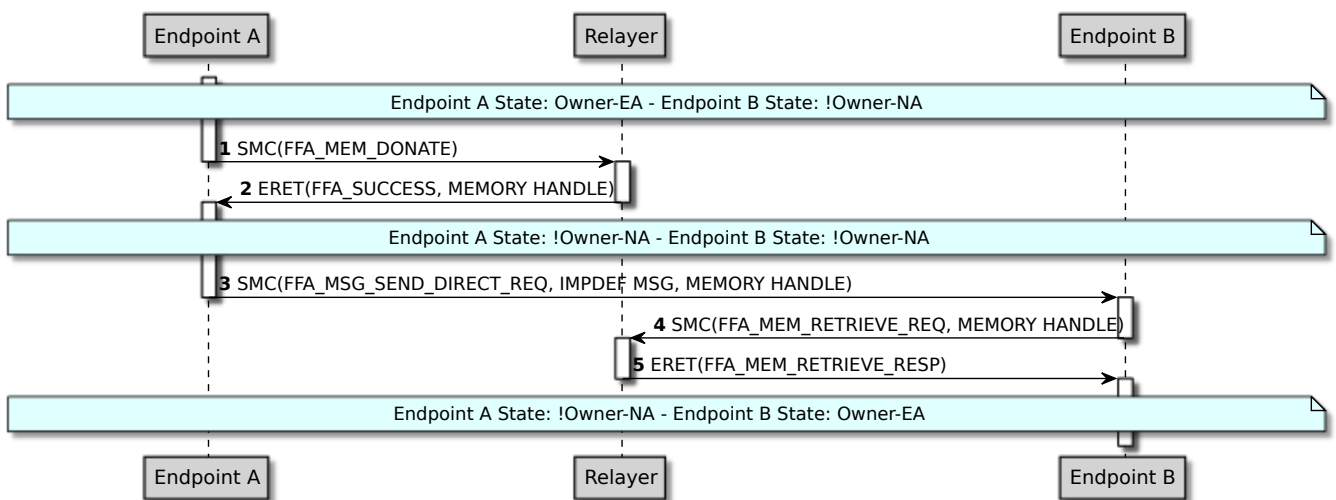 Endpoint A Relayer Endpoint B
Endpoint A State: Owner-EA - Endpoint B State: !Owner-NA
1 SMC(FFA_MEM_DONATE)
2 ERET(FFA_SUCCESS, MEMORY HANDLE)
Endpoint A State: !Owner-NA - Endpoint B State: !Owner-NA
3 SMC(FFA_MSG_SEND_DIRECT_REQ, IMPDEF MSG, MEMORY HANDLE)
4 SMC(FFA_MEM_RETRIEVE_REQ, MEMORY HANDLE)
5 ERET(FFA_MEM_RETRIEVE_RESP)
Endpoint A State: !Owner-NA - Endpoint B State: Owner-EA
Endpoint A Relayer Endpoint B